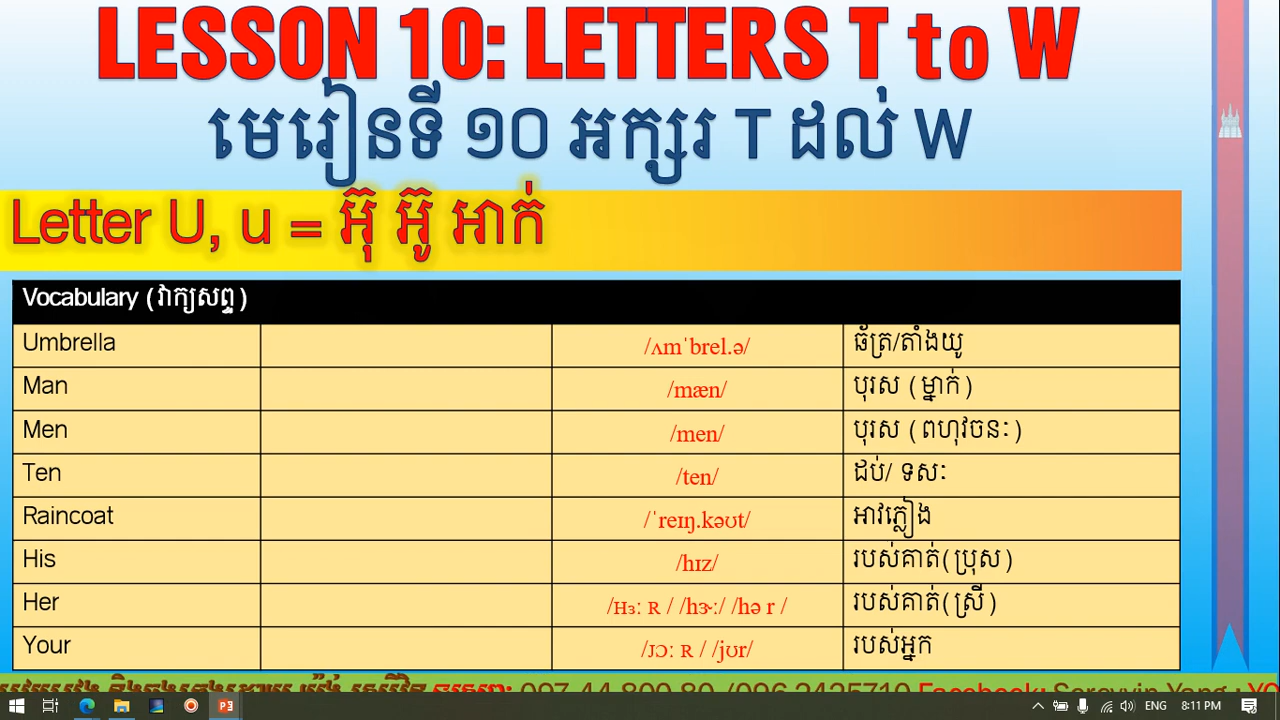 LESSON 10: LETTERS T to W
មេរៀនទី ១០ អក្សរ T ដល់ W
Letter U, u = អ៊ុ អ៊ូ អាក់
Vocabulary (វាក្យសព្ទ)
Umbrella /ʌmˈbrel.ə/ ឆ័ត្រ/តាំងយូ
Man /mæn/ បុរស (ម្នាក់)
Men /men/ បុរស (ពហុវចនៈ)
Ten /ten/ ដប់/ ទសៈ
Raincoat /ˈreɪŋ.kəʊt/ អាវភ្លៀង
His /hɪz/ របស់គាត់(ប្រុស)
Her /Hɜː R / /hɝː/ /hə r / របស់គាត់(ស្រី)
Your /JƆː R / /jʊr/ របស់អ្នក
097 44 800 80 /096 2425710 Facebook: Sereyvin Yang
ENG 8:11 PM